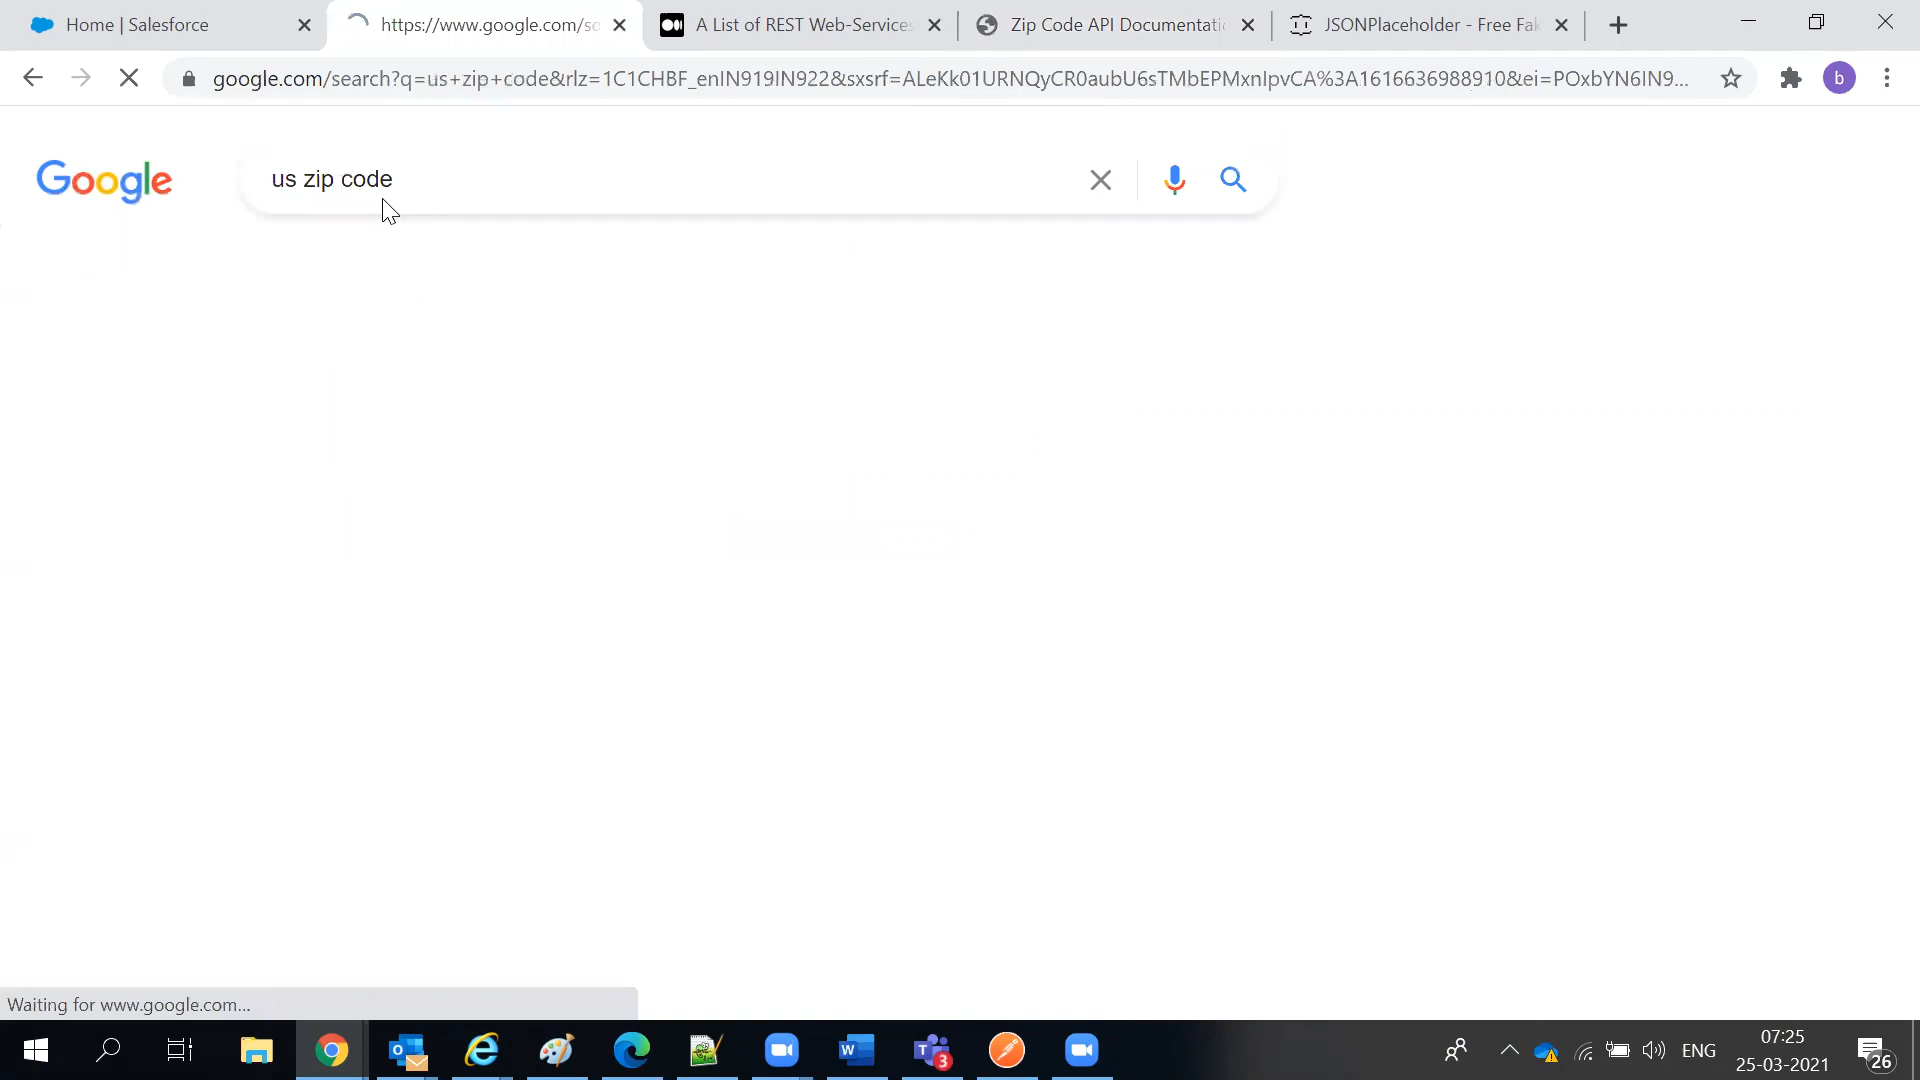 Home | Salesforce
https://www.google.com/se
A List of REST Web-Services
Zip Code API Documentati
JSONPlaceholder - Free Fak
google.com/search?q=us+zip+code&rlz=1C1CHBF_enIN919IN922&sxsrf=ALeKk01URNQyCR0aubU6sTMbEPMxnIpvCA%3A1616636988910&ei=POxbYN6IN9...
b
Google
us zip code
Waiting for www.google.com...
3
ENG
07:25
25-03-2021
26